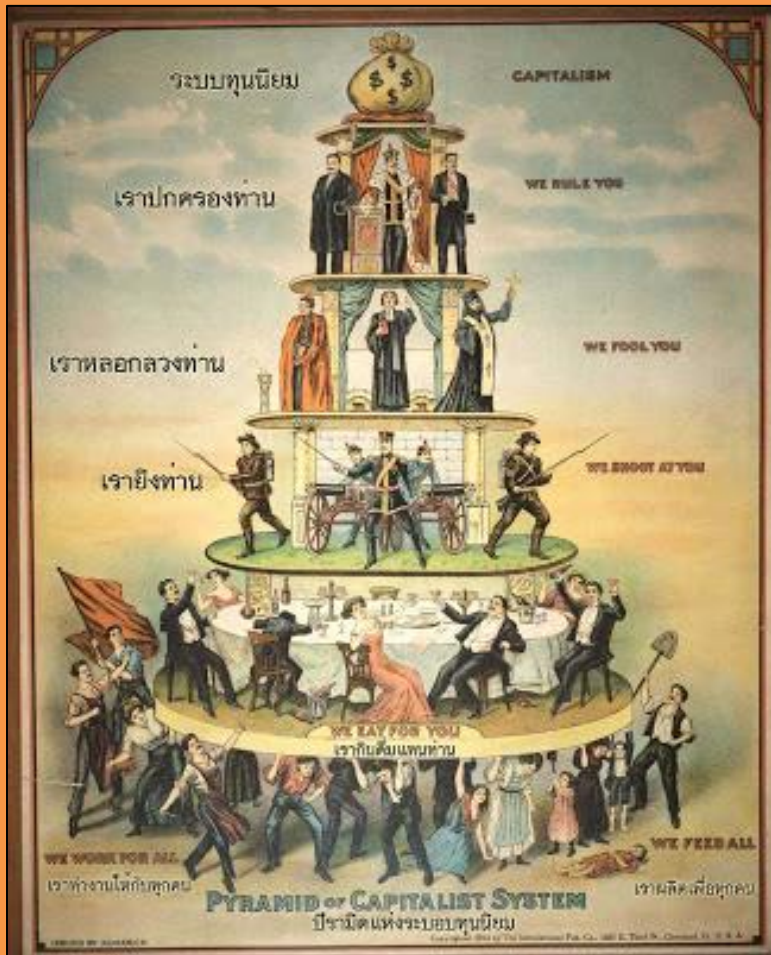 ระบบทุนนิยม
CAPITALISM
เราปกครองท่าน
WE RULE YOU
เราหลอกลวงท่าน
WE FOOL YOU
เรายิงท่าน
WE SHOOT AT YOU
WE EAT FOR YOU
เรากินดื่มแทนท่าน
WE WORK FOR ALL
WE FEED ALL
เราทำงานให้กับทุกคน
เราผลิตเพื่อทุกคน
PYRAMID OF CAPITALIST SYSTEM
ปิรามิดแห่งระบอบทุนนิยม